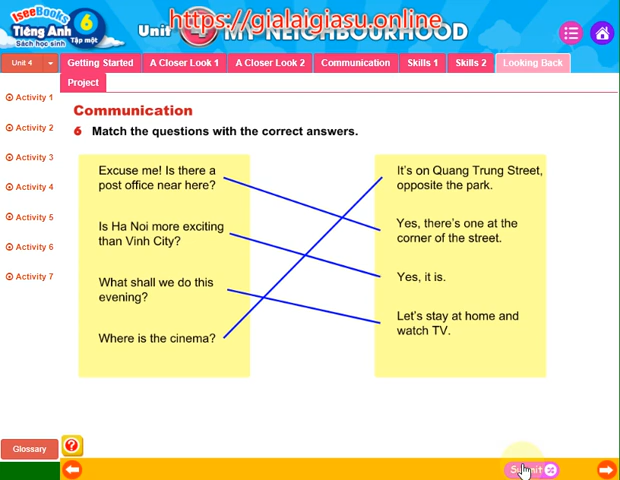 IseeBooks
Tiếng Anh 6
Tập một
Sách học sinh
Unit 4 MY NEIGHBOURHOOD
https://gialaigiasu.online
Unit 4
Getting Started
A Closer Look 1
A Closer Look 2
Communication
Skills 1
Skills 2
Looking Back
Project
Activity 1
Activity 2
Activity 3
Activity 4
Activity 5
Activity 6
Activity 7
Communication
6 Match the questions with the correct answers.
Excuse me! Is there a
post office near here?
Is Ha Noi more exciting
than Vinh City?
What shall we do this
evening?
Where is the cinema?
It's on Quang Trung Street,
opposite the park.
Yes, there's one at the
corner of the street.
Yes, it is.
Let's stay at home and
watch TV.
Glossary
?
Submit